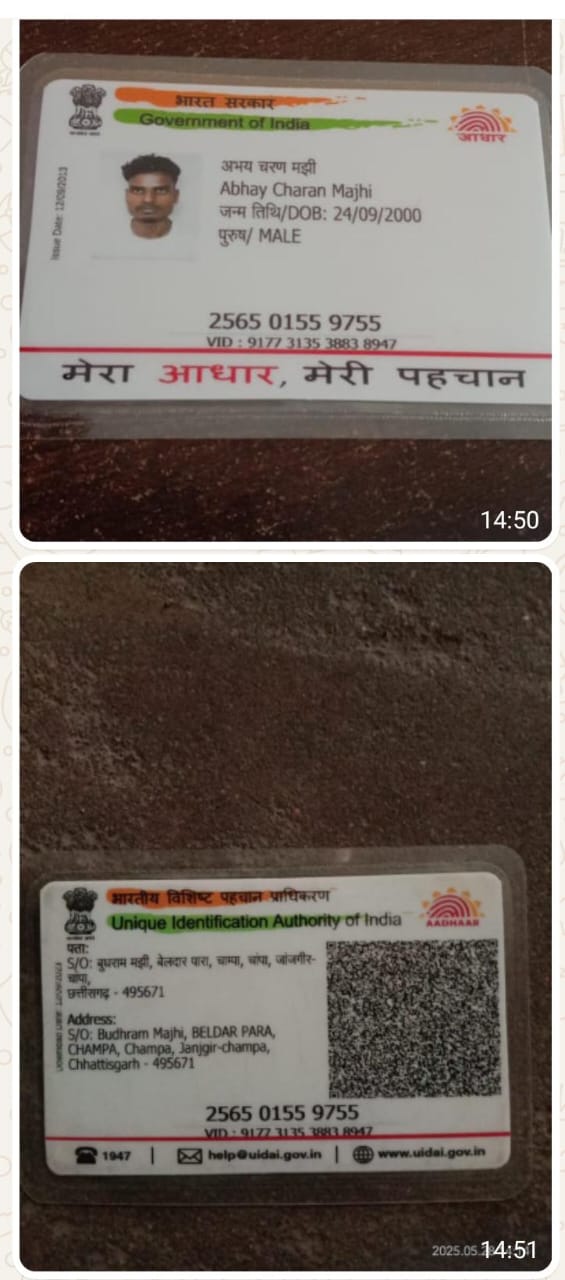 भारत सरकार
Government of India
आधार
Issue Date: 12/09/2013
अभय चरण मझी
Abhay Charan Majhi
जन्म तिथि/DOB: 24/09/2000
पुरुष/ MALE
2565 0155 9755
VID : 9177 3135 3883 8947
मेरा आधार, मेरी पहचान
14:50
भारतीय विशिष्ट पहचान प्राधिकरण
Unique Identification Authority of India
AADHAAR
पता:
S/O: बुधराम मझी, बेलदार पारा, चाम्पा, चांपा, जांजगीर-
चांपा,
छत्तीसगढ़ - 495671
Address:
S/O: Budhram Majhi, BELDAR PARA,
CHAMPA, Champa, Janjgir-champa,
Chhattisgarh - 495671
2565 0155 9755
VID : 9177 3135 3883 8947
1947 | help@uidai.gov.in | www.uidai.gov.in
14:51